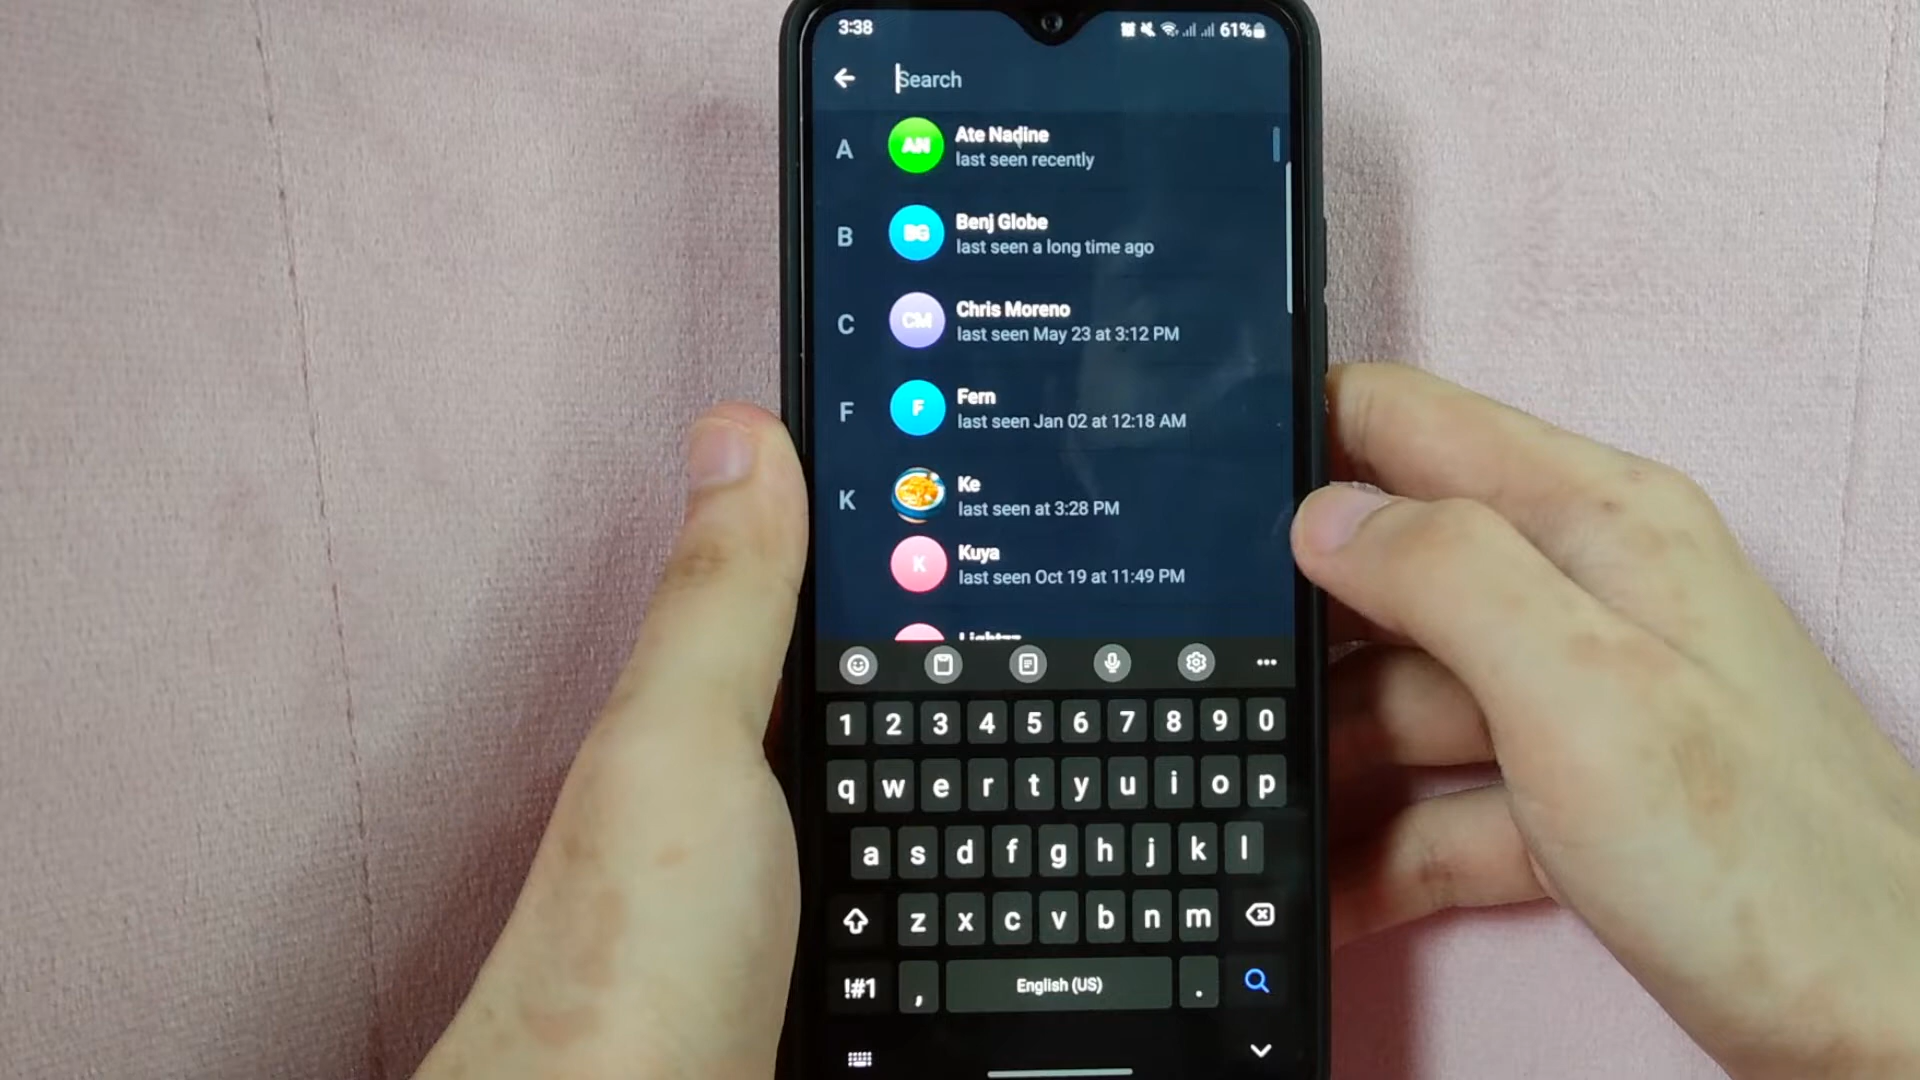 3:38
61%
Search
A
AN
Ate Nadine
last seen recently
B
BG
Benj Globe
last seen a long time ago
C
CM
Chris Moreno
last seen May 23 at 3:12 PM
F
F
Fern
last seen Jan 02 at 12:18 AM
K
Ke
last seen at 3:28 PM
K
Kuya
last seen Oct 19 at 11:49 PM
1 2 3 4 5 6 7 8 9 0
q w e r t y u i o p
a s d f g h j k l
z x c v b n m
!#1 , English (US) .